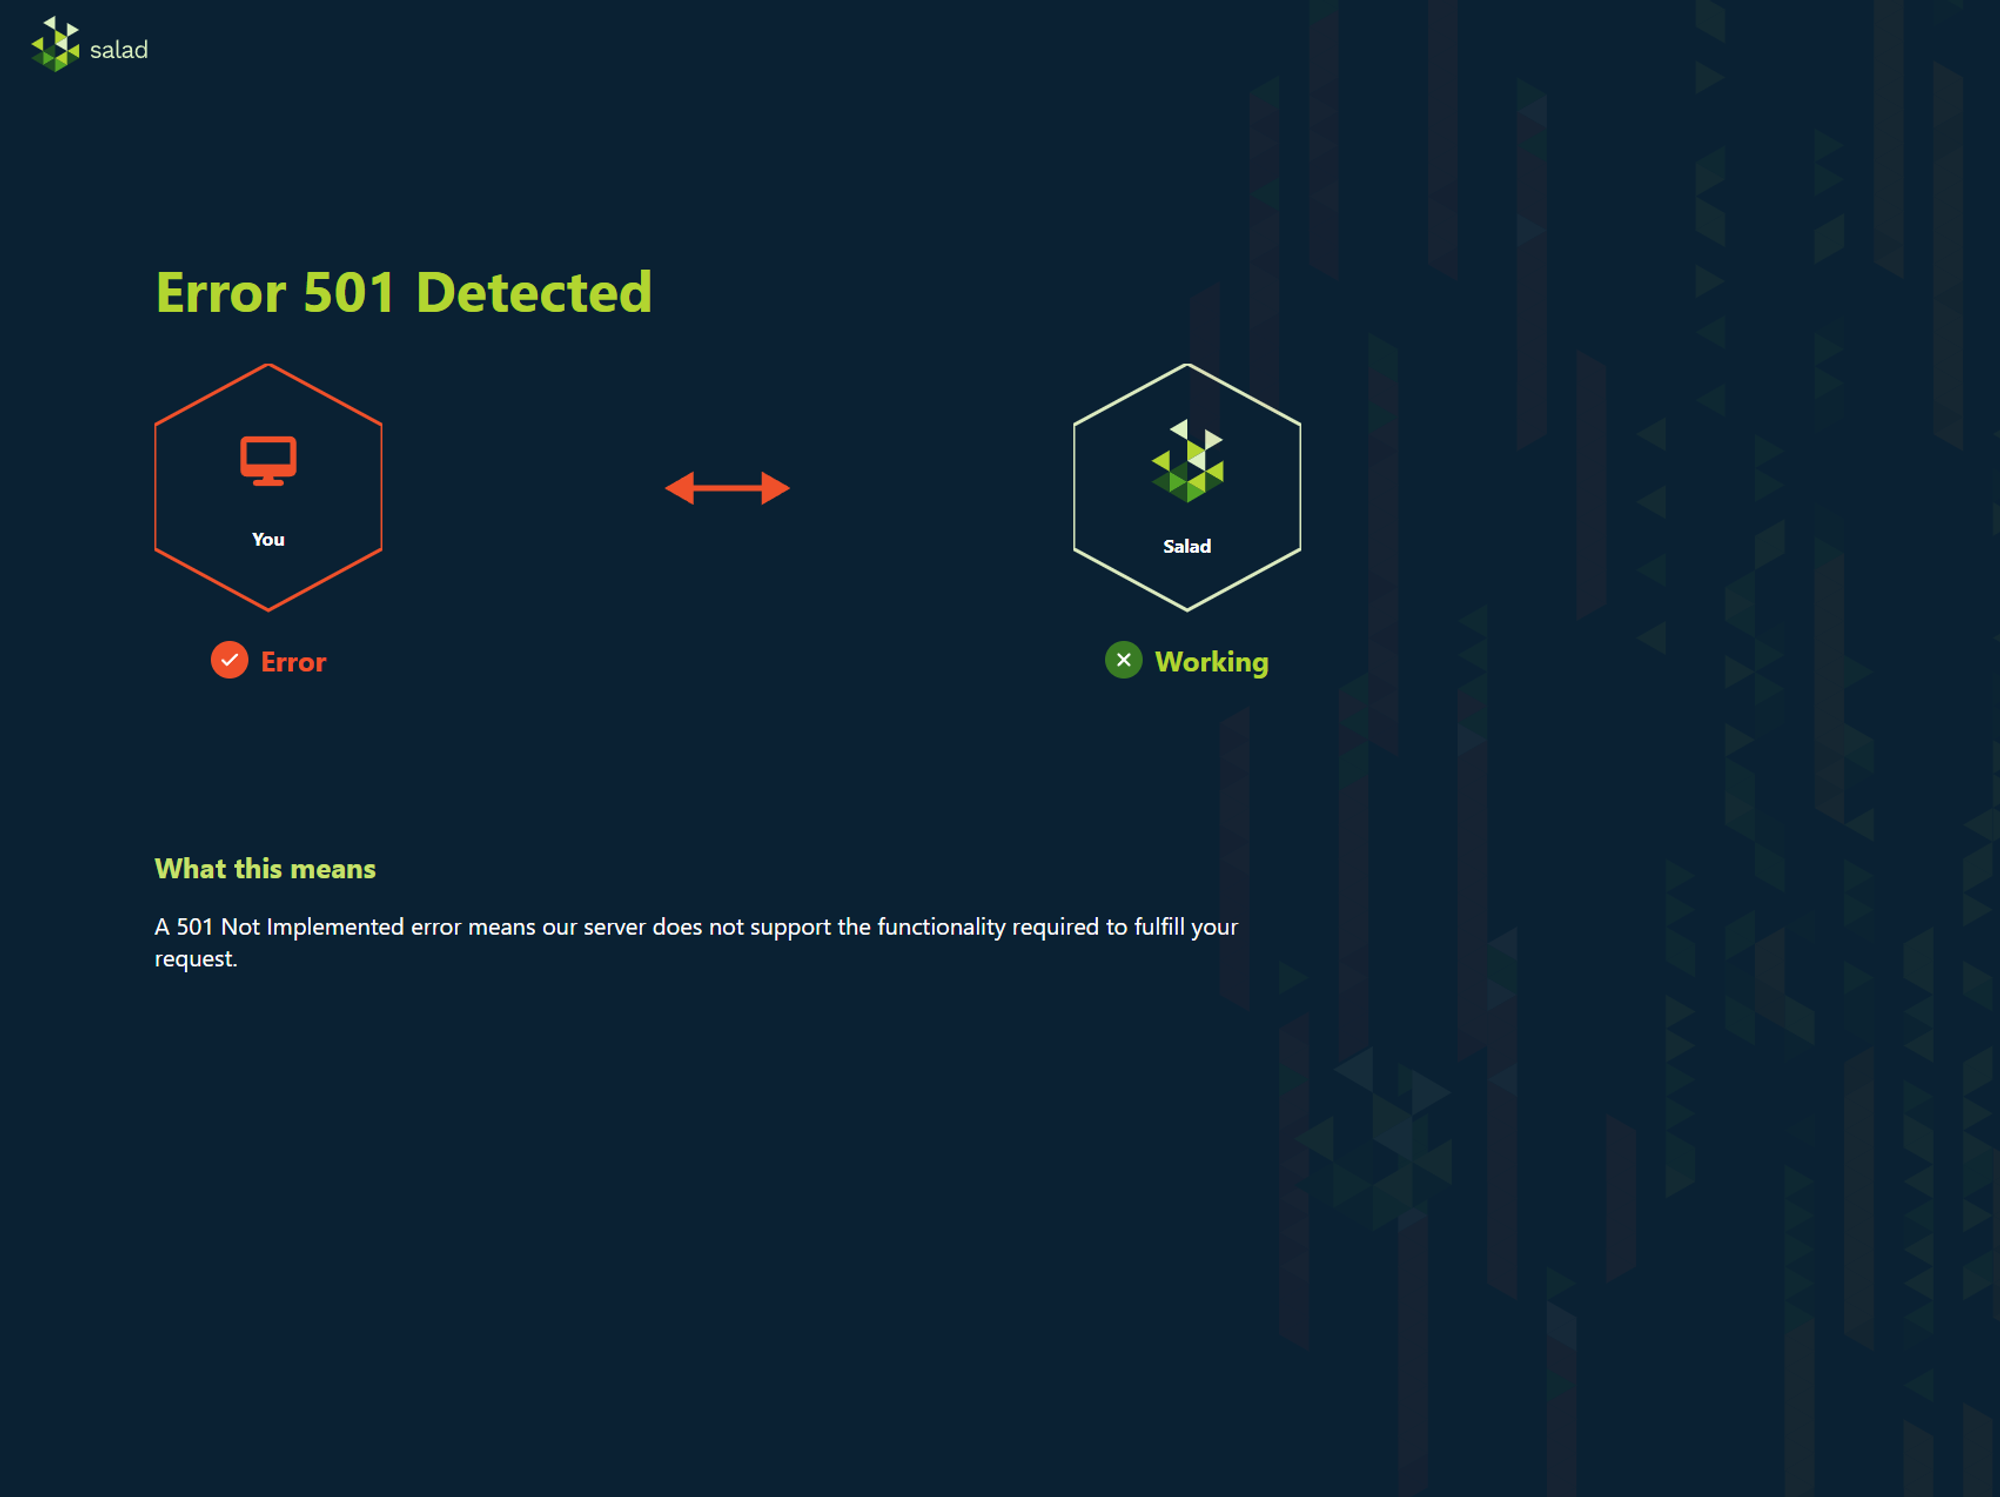 salad
Error 501 Detected
You
Salad
Error
Working
What this means
A 501 Not Implemented error means our server does not support the functionality required to fulfill your
request.